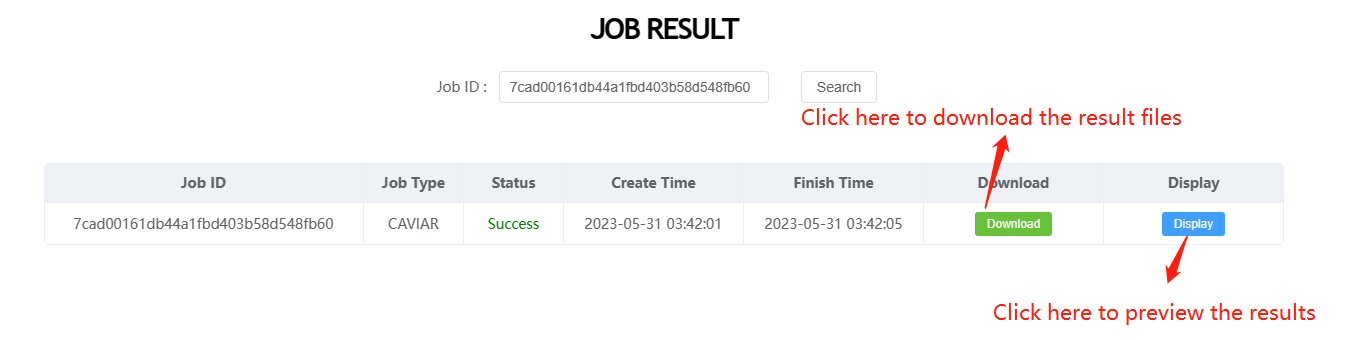 JOB RESULT
Job ID : 7cad00161db44a1fbd403b58d548fb60 Search
Click here to download the result files
Job ID Job Type Status Create Time Finish Time Download Display
7cad00161db44a1fbd403b58d548fb60 CAVIAR Success 2023-05-31 03:42:01 2023-05-31 03:42:05 Download Display
Click here to preview the results